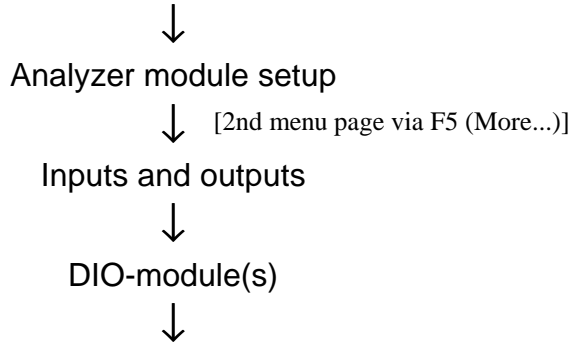 Analyzer module setup
[2nd menu page via F5 (More...)]
Inputs and outputs
DIO-module(s)